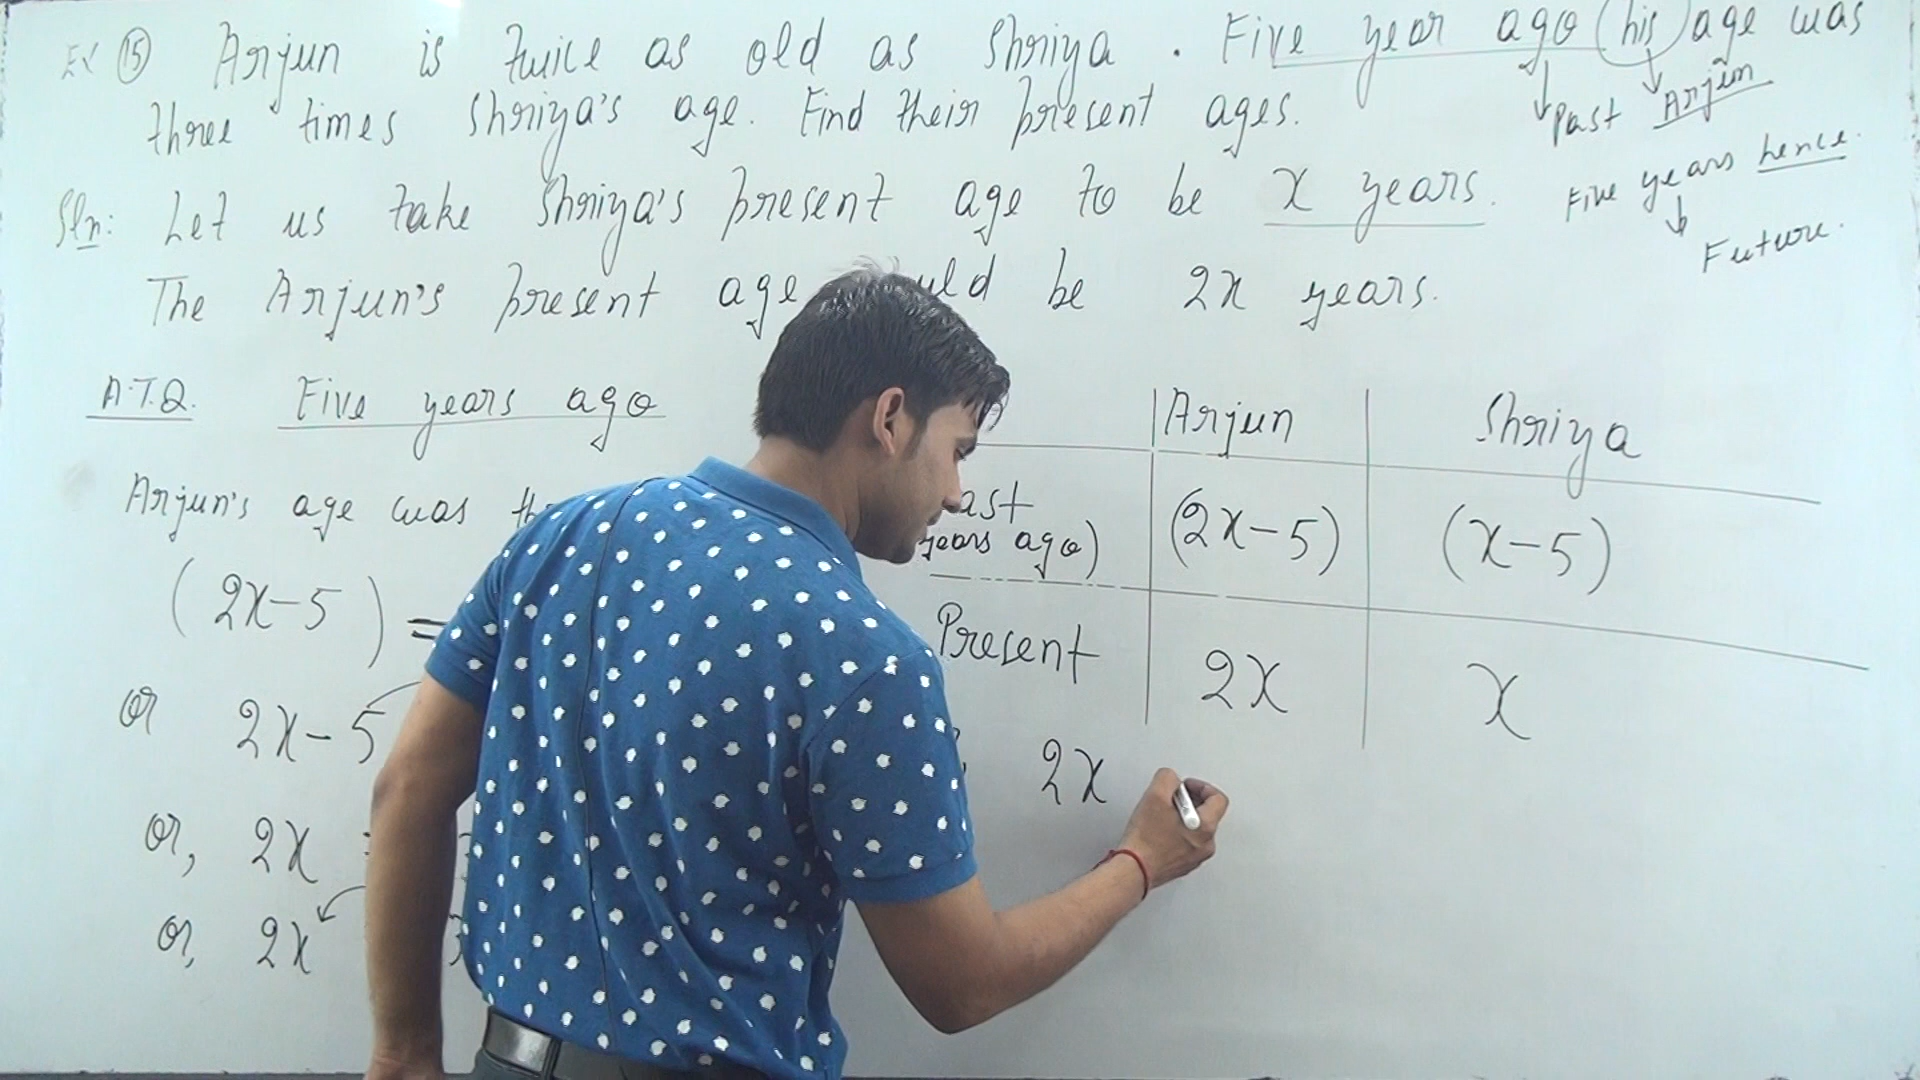 Ex 15 Arjun is twice as old as Shriya. Five year ago (his) age was
three times Shriya's age. Find their present ages.
Past Arjun
Five years hence.
Future.
Sln: Let us take Shriya's present age to be x years.
The Arjun's present age would be 2x years.
A.T.Q. Five years ago
Arjun's age was
(2x-5) =
or 2x-5
or, 2x =
or, 2x
Arjun Shriya
Past (2x-5) (x-5)
years ago)
Present 2x x
2x